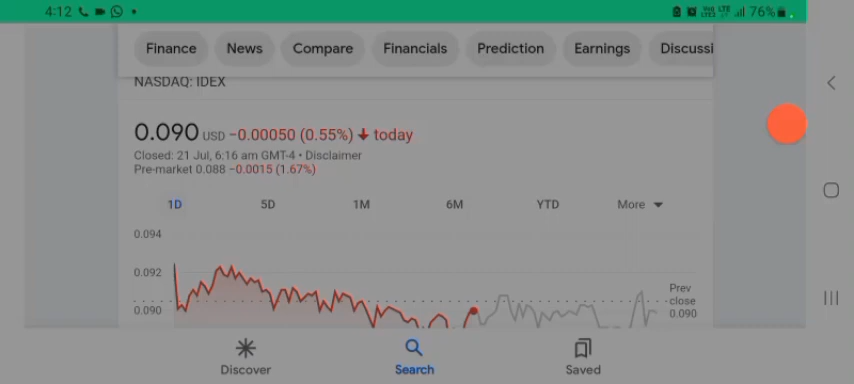 4:12
76%
Finance News Compare Financials Prediction Earnings Discussi
NASDAQ: IDEX
0.090 USD −0.00050 (0.55%) today
Closed: 21 Jul, 6:16 am GMT-4 • Disclaimer
Pre-market 0.088 −0.0015 (1.67%)
1D 5D 1M 6M YTD More
0.094
0.092
0.090
Prev
close
0.090
Discover Search Saved